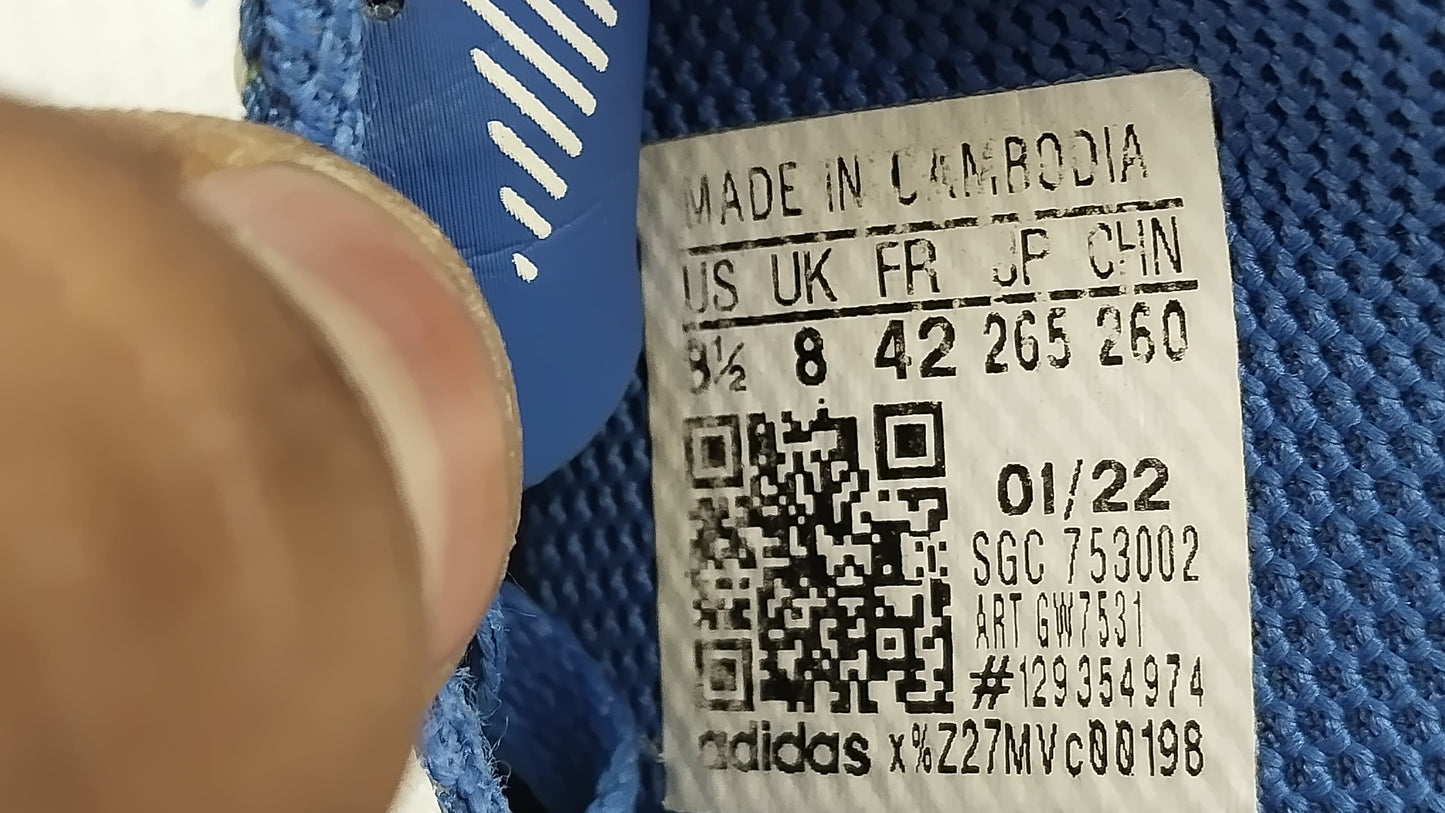 MADE IN CAMBODIA
US UK FR JP CHN
8½ 8 42 265 260
01/22
SGC 753002
ART GW7531
#129354974
adidas x%Z27MVc00198